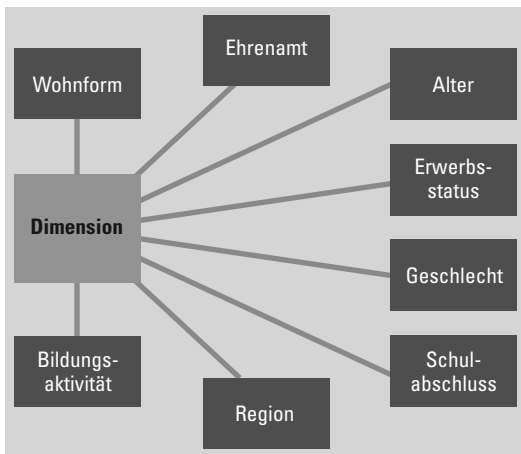 Ehrenamt
Wohnform
Alter
Erwerbs-
status
Dimension
Geschlecht
Bildungs-
aktivität
Schul-
abschluss
Region